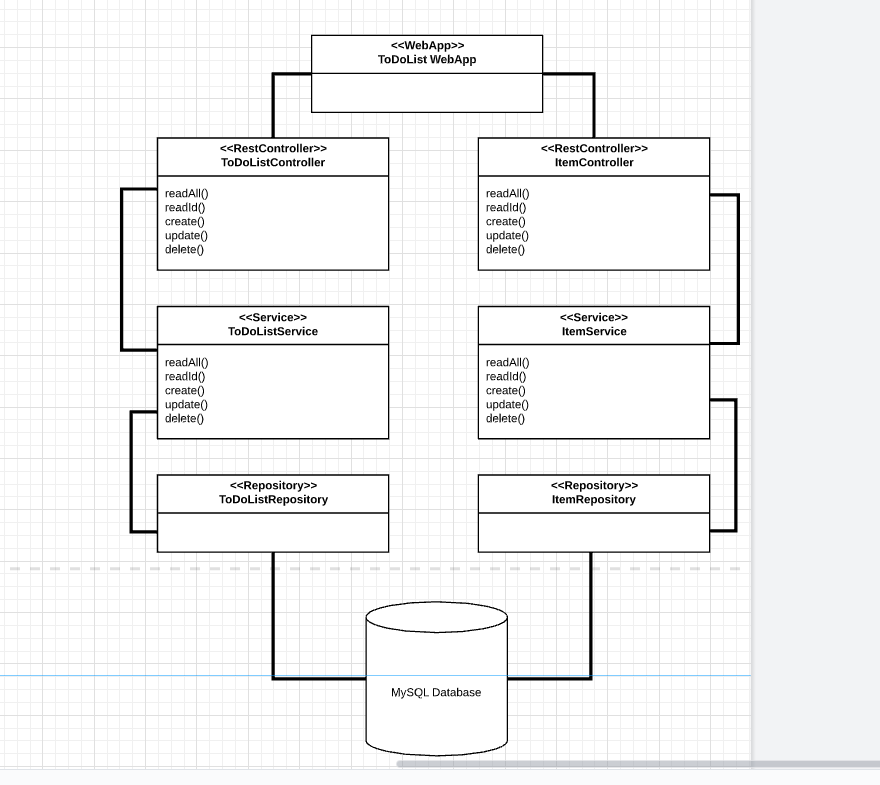 <<WebApp>>
ToDoList WebApp
<<RestController>>
ToDoListController
readAll()
readId()
create()
update()
delete()
<<RestController>>
ItemController
readAll()
readId()
create()
update()
delete()
<<Service>>
ToDoListService
readAll()
readId()
create()
update()
delete()
<<Service>>
ItemService
readAll()
readId()
create()
update()
delete()
<<Repository>>
ToDoListRepository
<<Repository>>
ItemRepository
MySQL Database